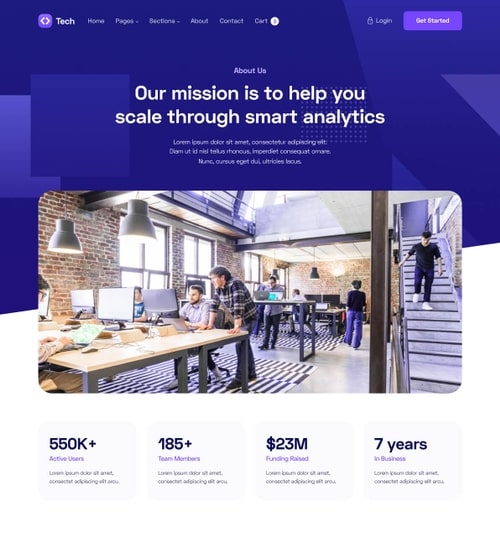 Tech Home Pages Sections About Contact Cart Login Get Started
About Us
Our mission is to help you
scale through smart analytics
Lorem ipsum dolor sit amet, consectetur adipiscing elit.
Diam ut id nisl tellus rhoncus, imperdiet consequat ornare.
Nunc, cursus eget dui, ultricies lacus.
550K+
Active Users
Lorem ipsum dolor sit amet,
consectet adipiscing elit arcu.
185+
Team Members
Lorem ipsum dolor sit amet,
consectet adipiscing elit arcu.
$23M
Funding Raised
Lorem ipsum dolor sit amet,
consectet adipiscing elit arcu.
7 years
In Business
Lorem ipsum dolor sit amet,
consectet adipiscing elit arcu.